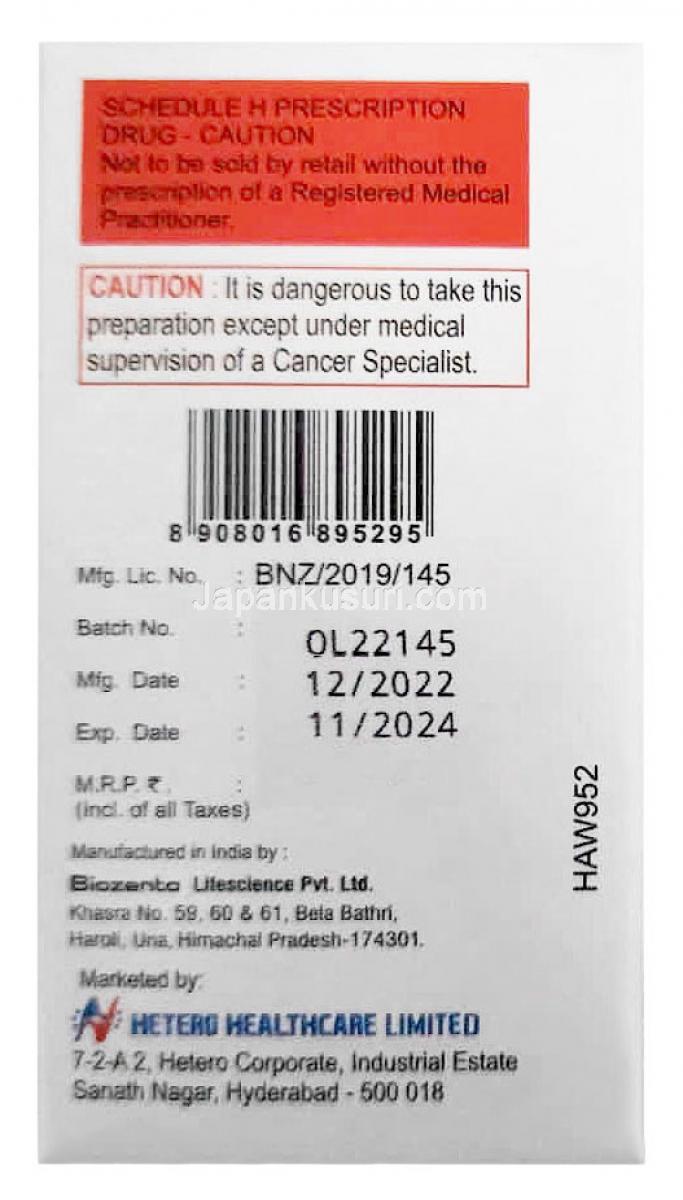 SCHEDULE H PRESCRIPTION
DRUG - CAUTION
Not to be sold by retail without the
prescription of a Registered Medical
Practitioner.
CAUTION : It is dangerous to take this
preparation except under medical
supervision of a Cancer Specialist.
8 908016 895295
Mfg. Lic. No. : BNZ/2019/145
Japankusuri.com
Batch No. : OL22145
Mfg. Date : 12/2022
Exp. Date : 11/2024
M.R.P. ₹. :
(incl. of all Taxes)
HAW952
Manufactured in India by :
Biozenta Lifescience Pvt. Ltd.
Khasra No. 59, 60 & 61, Bela Bathri,
Haroli, Una, Himachal Pradesh-174301.
Marketed by:
HETERO HEALTHCARE LIMITED
7-2-A 2, Hetero Corporate, Industrial Estate
Sanath Nagar, Hyderabad - 500 018